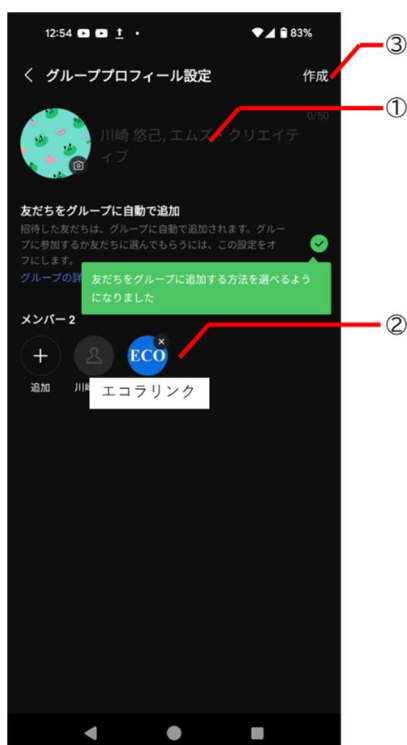 12:54
83%
③
グループプロフィール設定
作成
①
0/50
川崎 悠己, エムズ・クリエイテ
ィブ
友だちをグループに自動で追加
招待した友だちは、グループに自動で追加されます。グルー
プに参加するか友だちに選んでもらうには、この設定をオ
フにします。
グループの詳
友だちをグループに追加する方法を選べるよう
になりました
メンバー 2
②
ECO
追加
川
エコラリンク